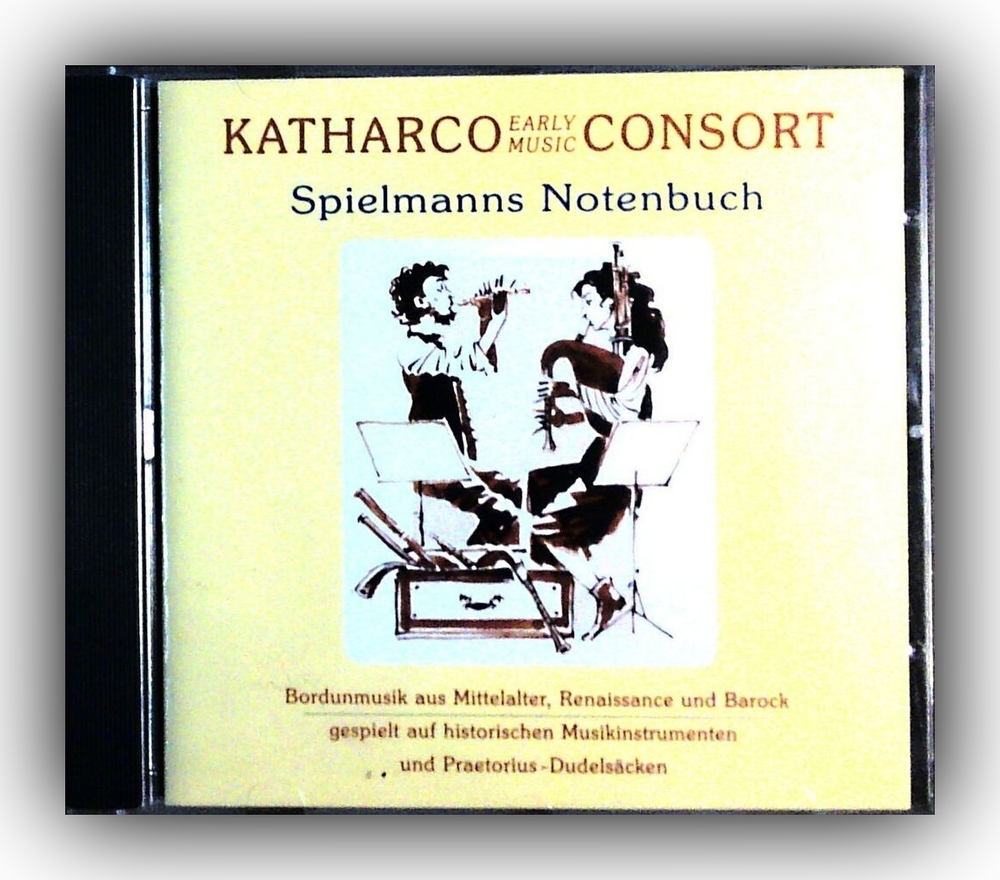 KATHARCO EARLY MUSIC CONSORT
Spielmanns Notenbuch
Bordunmusik aus Mittelalter, Renaissance und Barock
gespielt auf historischen Musikinstrumenten
und Praetorius-Dudelsäcken